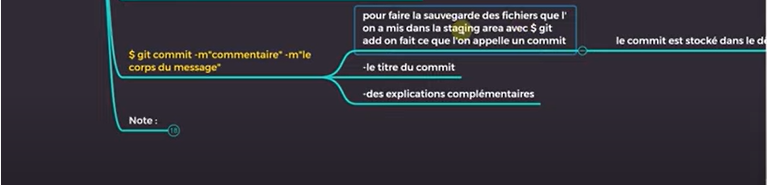 pour faire la sauvegarde des fichiers que l'
on a mis dans la staging area avec $ git
add on fait ce que l'on appelle un commit
le commit est stocké dans le
$ git commit -m"commentaire" -m"le
corps du message"
-le titre du commit
-des explications complémentaires
Note :
18